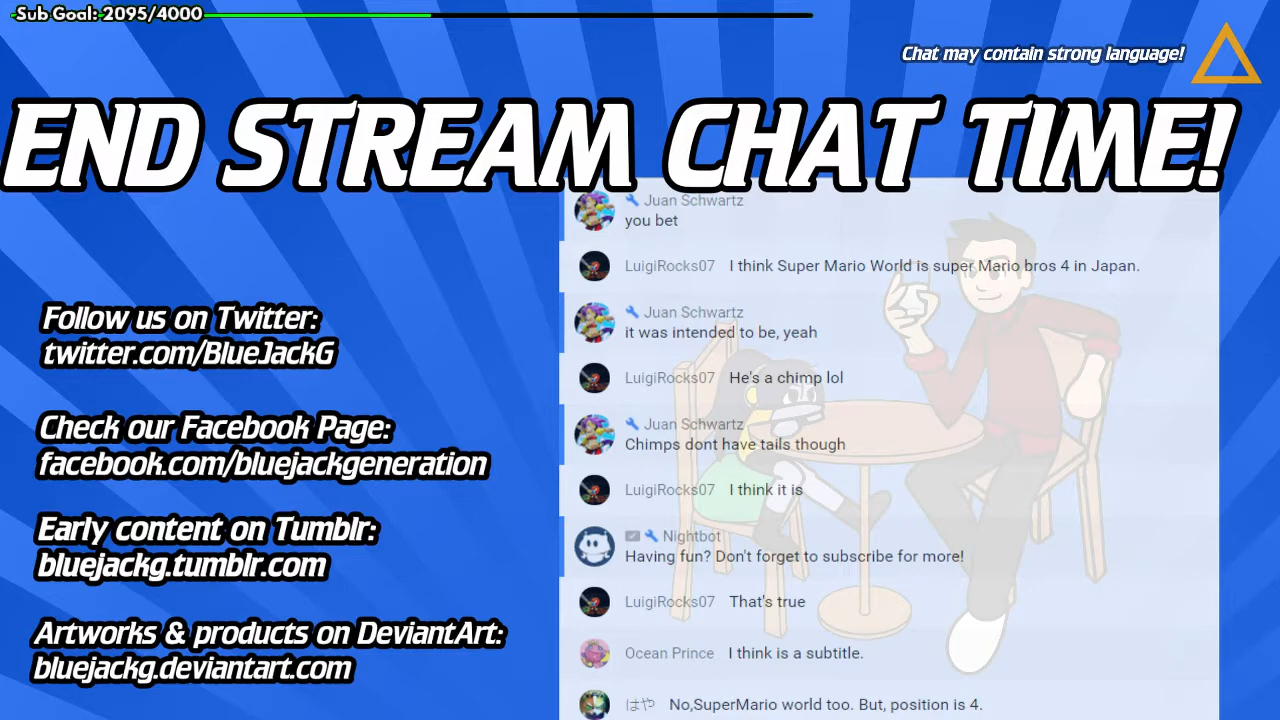 Sub Goal: 2095/4000
Chat may contain strong language!
END STREAM CHAT TIME!
Follow us on Twitter:
twitter.com/BlueJackG
Check our Facebook Page:
facebook.com/bluejackgeneration
Early content on Tumblr:
bluejackg.tumblr.com
Artworks & products on DeviantArt:
bluejackg.deviantart.com
Juan Schwartz
you bet
LuigiRocks07 I think Super Mario World is super Mario bros 4 in Japan.
Juan Schwartz
it was intended to be, yeah
LuigiRocks07 He's a chimp lol
Juan Schwartz
Chimps dont have tails though
LuigiRocks07 I think it is
Nightbot
Having fun? Don't forget to subscribe for more!
LuigiRocks07 That's true
Ocean Prince I think is a subtitle.
はや No,SuperMario world too. But, position is 4.